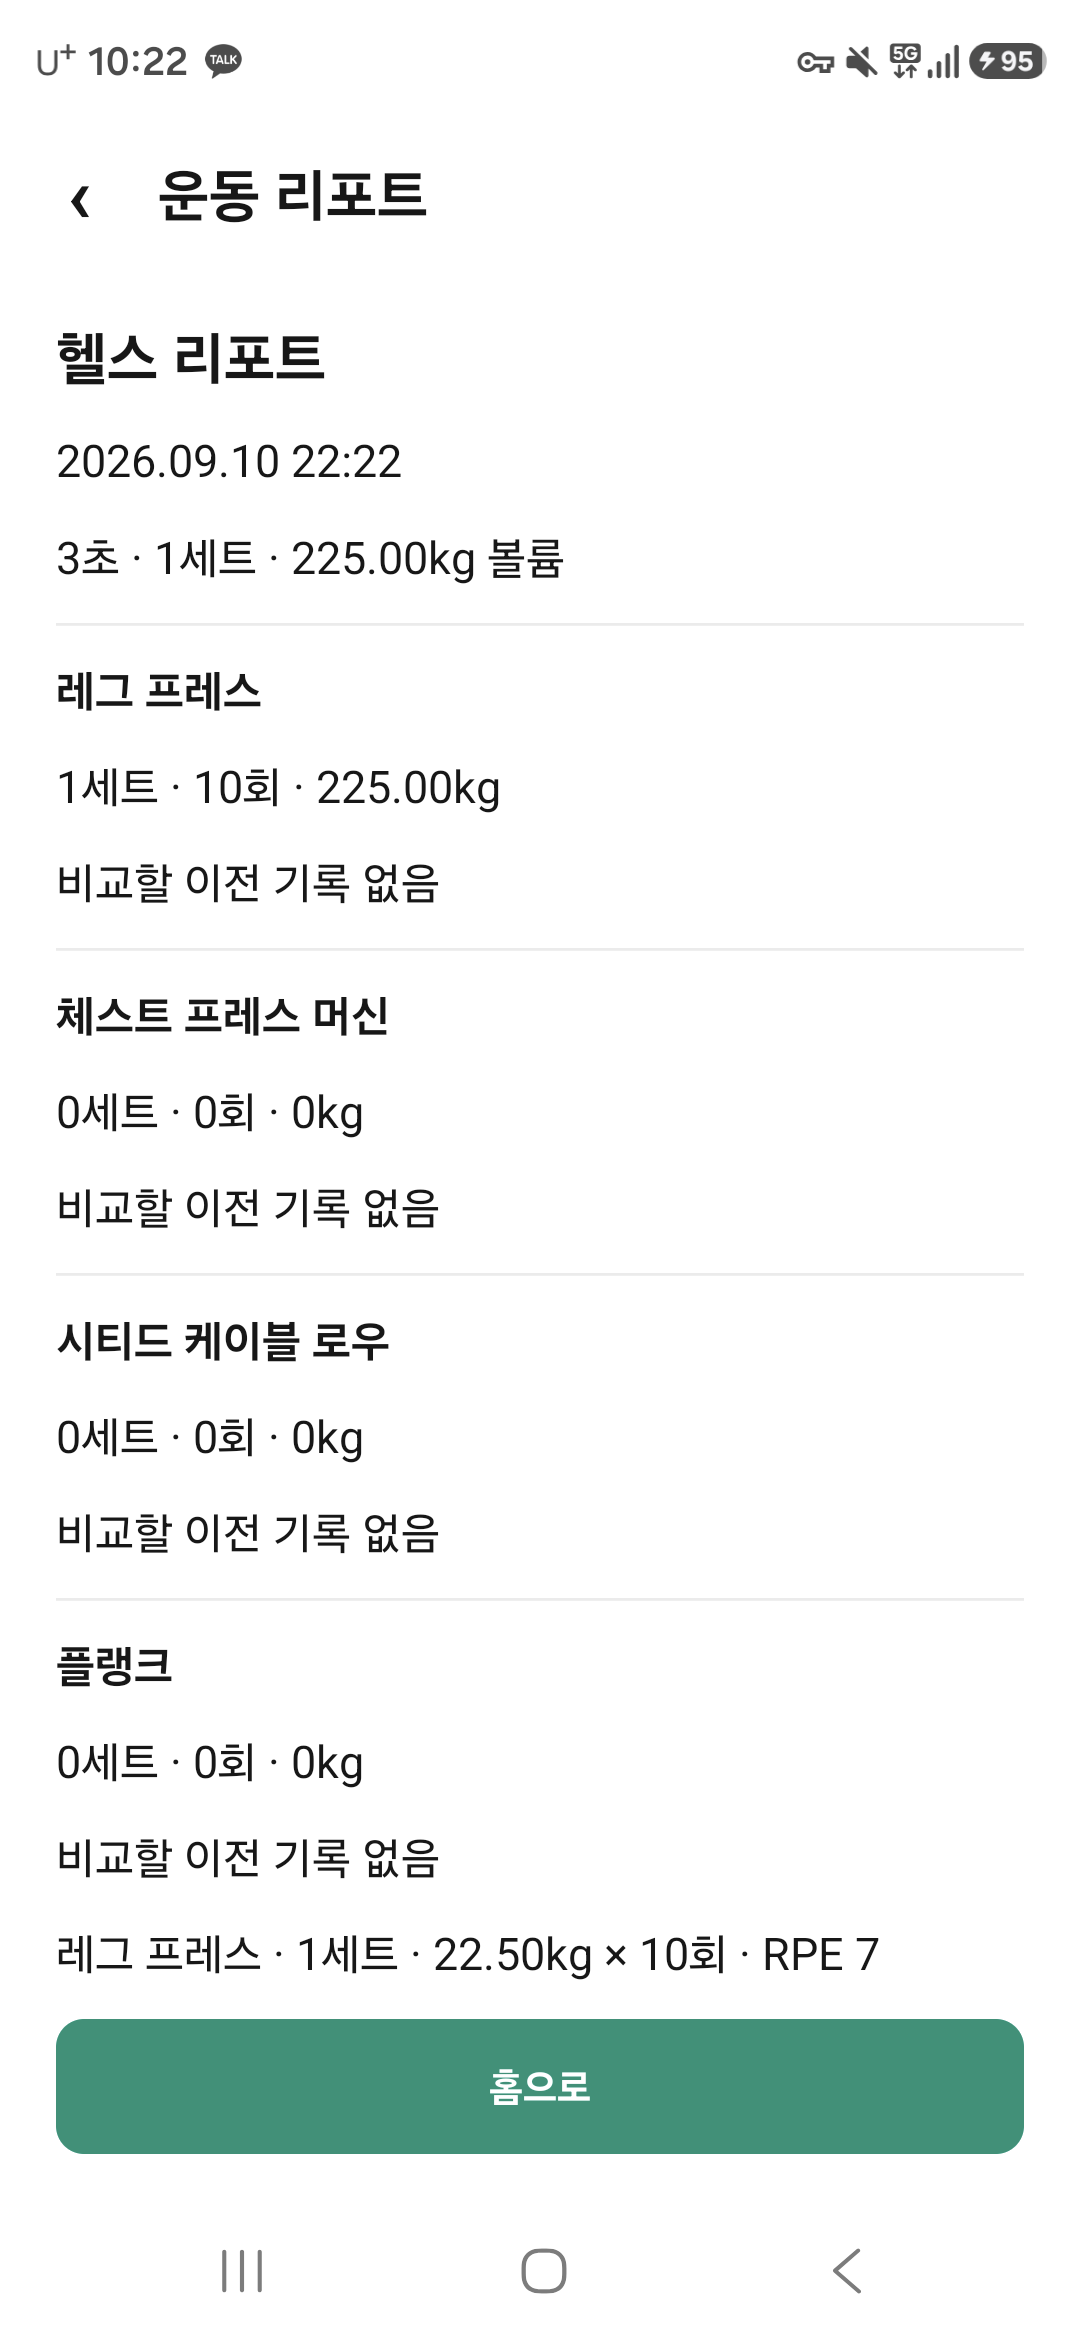 U+ 10:22 TALK 5G 95
‹ 운동 리포트
헬스 리포트
2026.09.10 22:22
3초 · 1세트 · 225.00kg 볼륨
레그 프레스
1세트 · 10회 · 225.00kg
비교할 이전 기록 없음
체스트 프레스 머신
0세트 · 0회 · 0kg
비교할 이전 기록 없음
시티드 케이블 로우
0세트 · 0회 · 0kg
비교할 이전 기록 없음
플랭크
0세트 · 0회 · 0kg
비교할 이전 기록 없음
레그 프레스 · 1세트 · 22.50kg × 10회 · RPE 7
홈으로